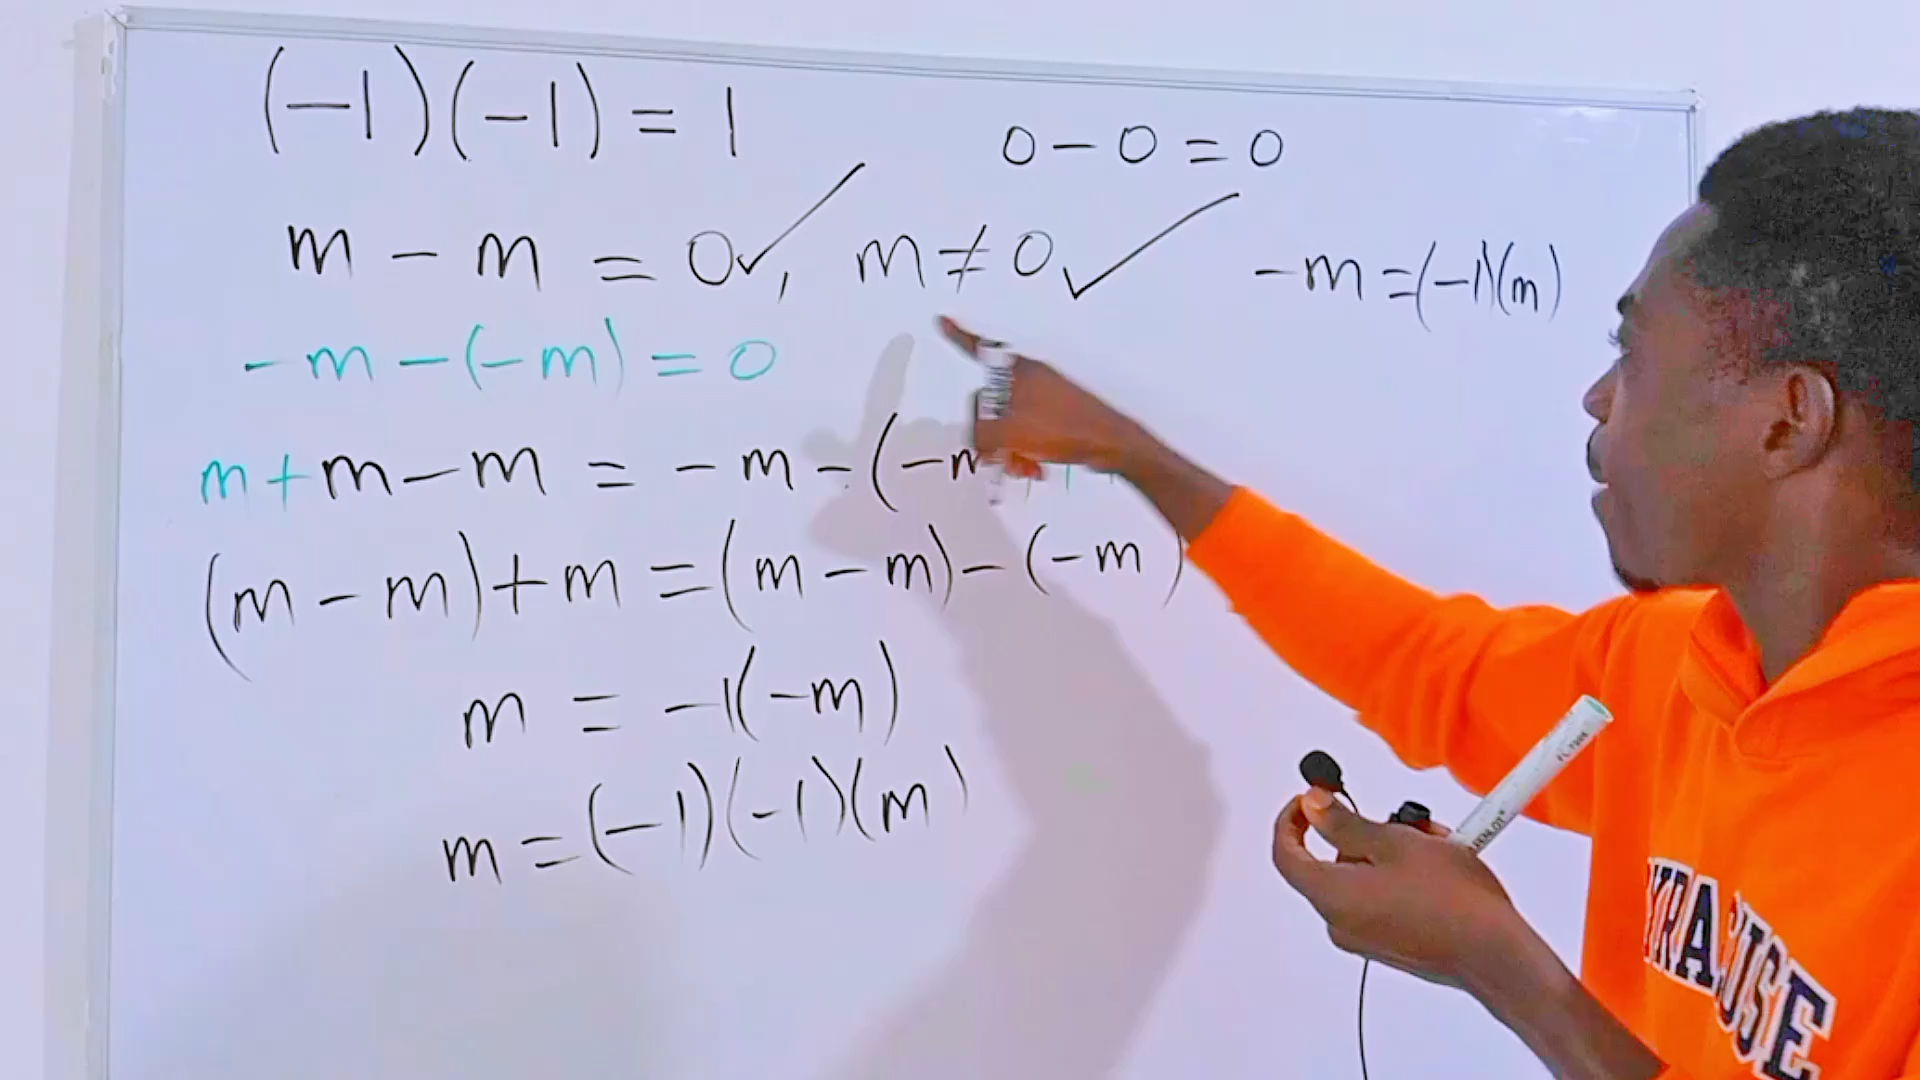 (-1)(-1) = 1
0 - 0 = 0
m - m = 0✓, m ≠ 0✓
-m = (-1)(m)
-m - (-m) = 0
m + m - m = -m - (-m
(m - m) + m = (m - m) - (-m)
m = -1(-m)
m = (-1)(-1)(m)